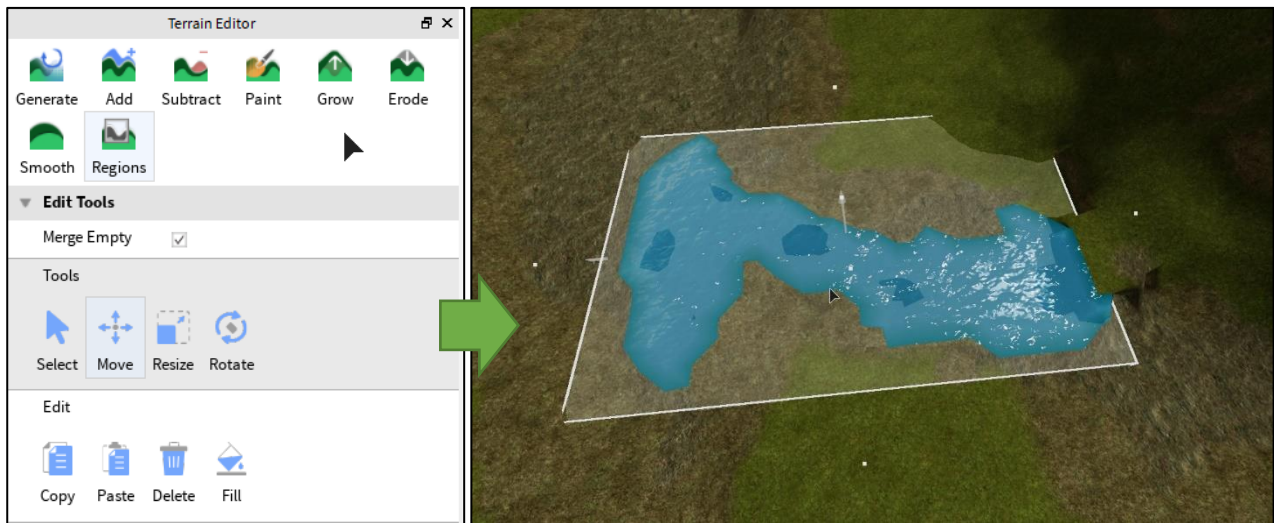 Terrain Editor
Generate Add Subtract Paint Grow Erode
Smooth Regions
Edit Tools
Merge Empty
Tools
Select Move Resize Rotate
Edit
Copy Paste Delete Fill